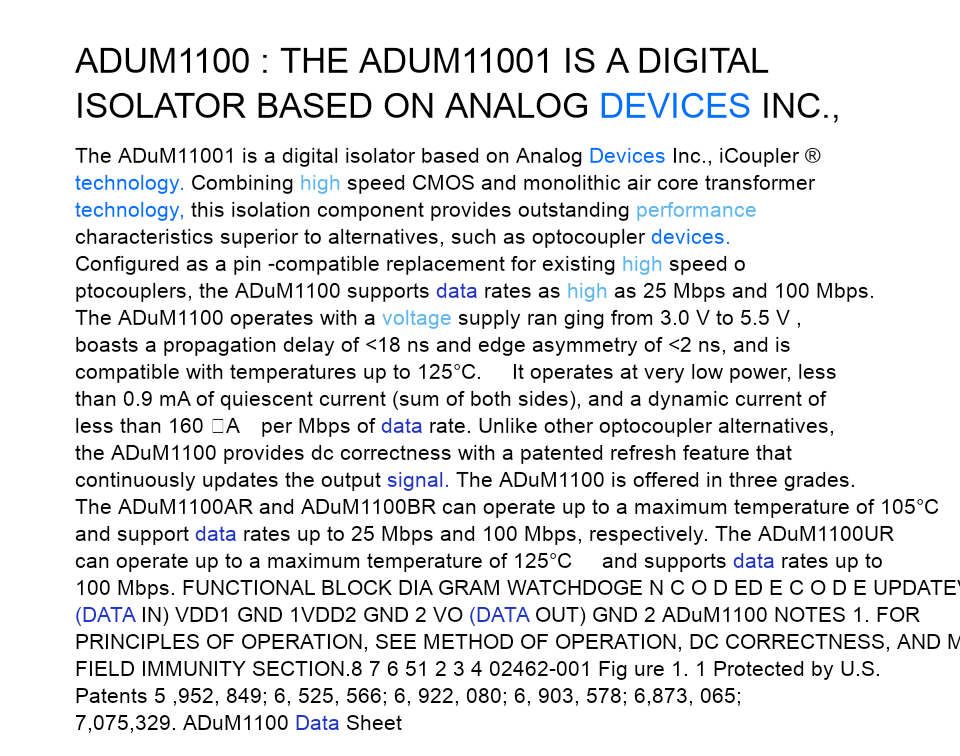 ADUM1100 : THE ADUM11001 IS A DIGITAL
ISOLATOR BASED ON ANALOG DEVICES INC.,
The ADuM11001 is a digital isolator based on Analog Devices Inc., iCoupler ®
technology. Combining high speed CMOS and monolithic air core transformer
technology, this isolation component provides outstanding performance
characteristics superior to alternatives, such as optocoupler devices.
Configured as a pin -compatible replacement for existing high speed o
ptocouplers, the ADuM1100 supports data rates as high as 25 Mbps and 100 Mbps.
The ADuM1100 operates with a voltage supply ran ging from 3.0 V to 5.5 V ,
boasts a propagation delay of <18 ns and edge asymmetry of <2 ns, and is
compatible with temperatures up to 125°C. It operates at very low power, less
than 0.9 mA of quiescent current (sum of both sides), and a dynamic current of
less than 160 □A per Mbps of data rate. Unlike other optocoupler alternatives,
the ADuM1100 provides dc correctness with a patented refresh feature that
continuously updates the output signal. The ADuM1100 is offered in three grades.
The ADuM1100AR and ADuM1100BR can operate up to a maximum temperature of 105°C
and support data rates up to 25 Mbps and 100 Mbps, respectively. The ADuM1100UR
can operate up to a maximum temperature of 125°C and supports data rates up to
100 Mbps. FUNCTIONAL BLOCK DIA GRAM WATCHDOGE N C O D ED E C O D E UPDATEV
(DATA IN) VDD1 GND 1VDD2 GND 2 VO (DATA OUT) GND 2 ADuM1100 NOTES 1. FOR
PRINCIPLES OF OPERATION, SEE METHOD OF OPERATION, DC CORRECTNESS, AND M
FIELD IMMUNITY SECTION.8 7 6 51 2 3 4 02462-001 Fig ure 1. 1 Protected by U.S.
Patents 5 ,952, 849; 6, 525, 566; 6, 922, 080; 6, 903, 578; 6,873, 065;
7,075,329. ADuM1100 Data Sheet